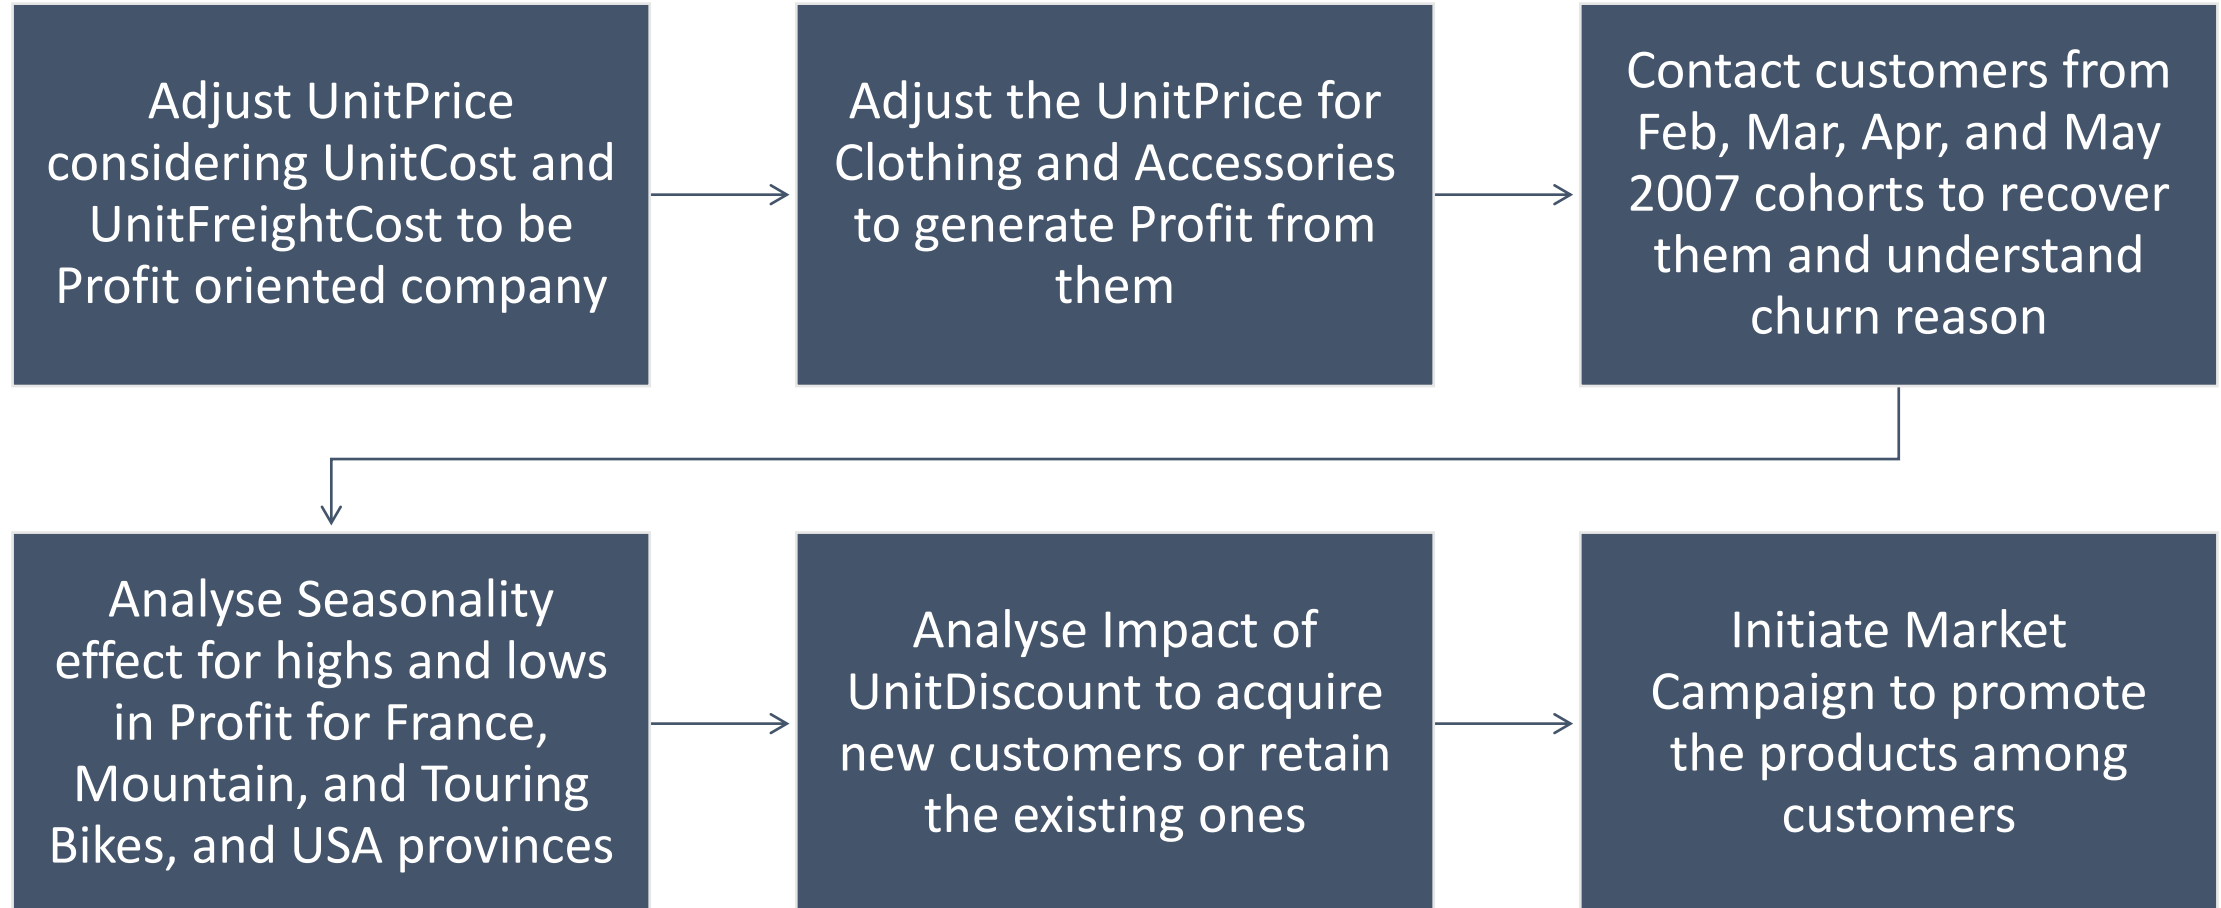 Adjust UnitPrice
considering UnitCost and
UnitFreightCost to be
Profit oriented company
Adjust the UnitPrice for
Clothing and Accessories
to generate Profit from
them
Contact customers from
Feb, Mar, Apr, and May
2007 cohorts to recover
them and understand
churn reason
Analyse Seasonality
effect for highs and lows
in Profit for France,
Mountain, and Touring
Bikes, and USA provinces
Analyse Impact of
UnitDiscount to acquire
new customers or retain
the existing ones
Initiate Market
Campaign to promote
the products among
customers